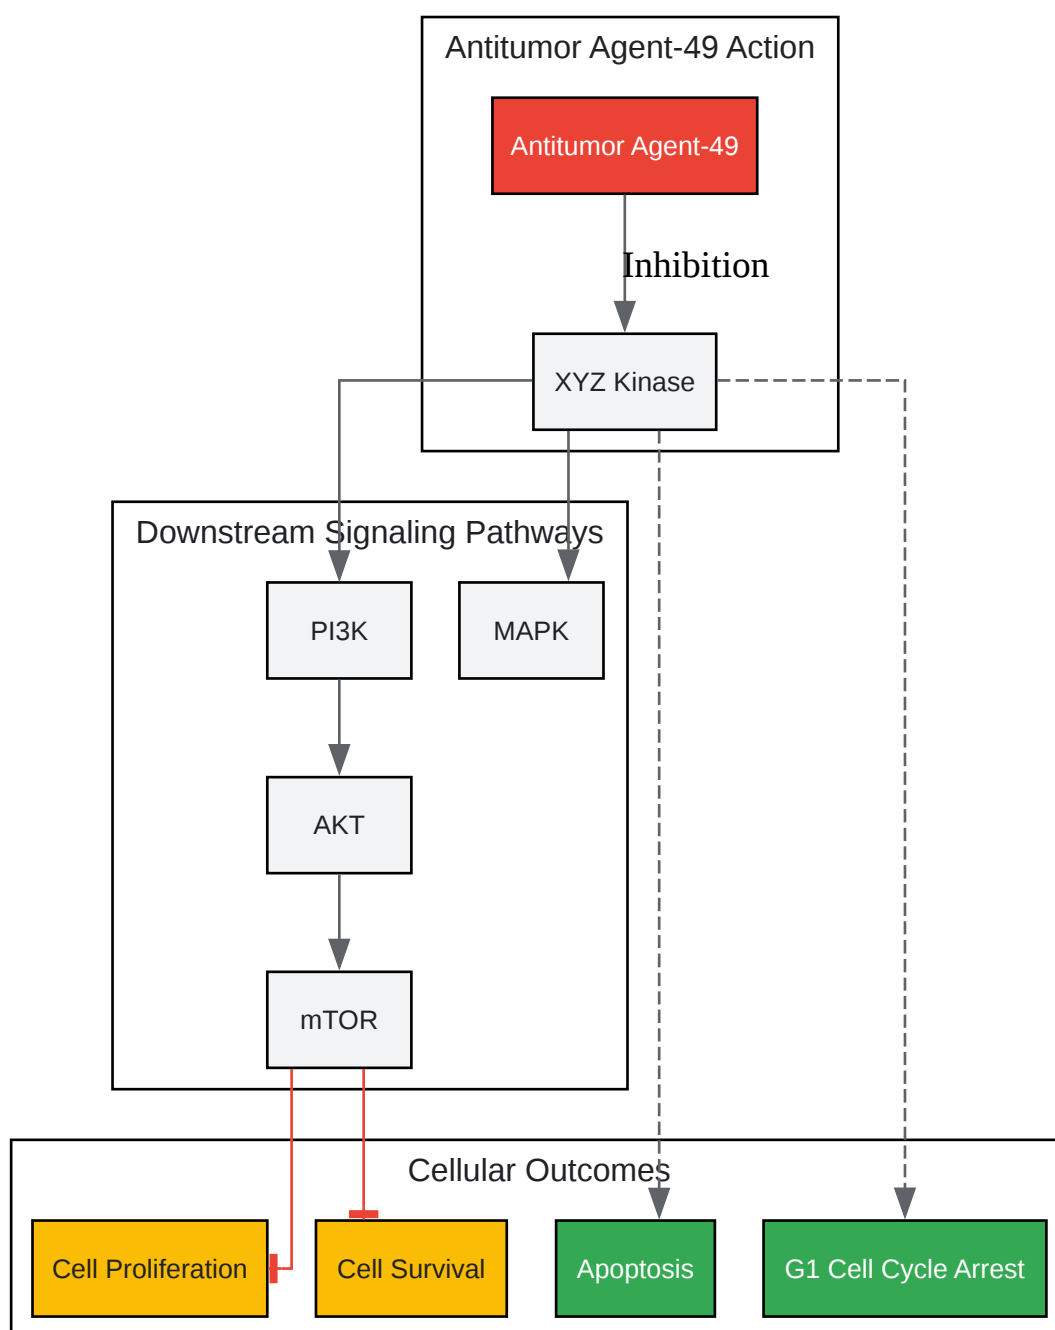 Antitumor Agent-49 Action
Antitumor Agent-49
Inhibition
XYZ Kinase
Downstream Signaling Pathways
PI3K
MAPK
AKT
mTOR
Cellular Outcomes
Cell Proliferation
Cell Survival
Apoptosis
G1 Cell Cycle Arrest